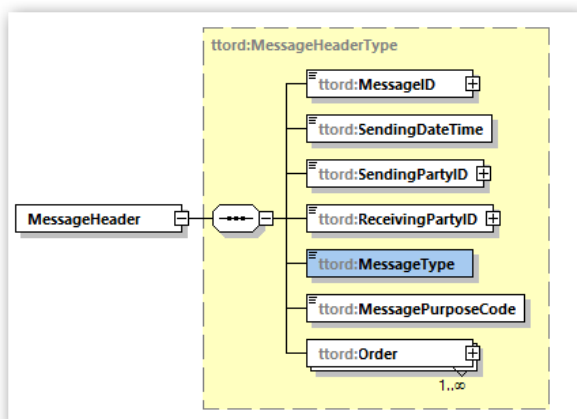 ttord:MessageHeaderType
ttord:MessageID
ttord:SendingDateTime
ttord:SendingPartyID
MessageHeader
ttord:ReceivingPartyID
ttord:MessageType
ttord:MessagePurposeCode
ttord:Order
1..∞